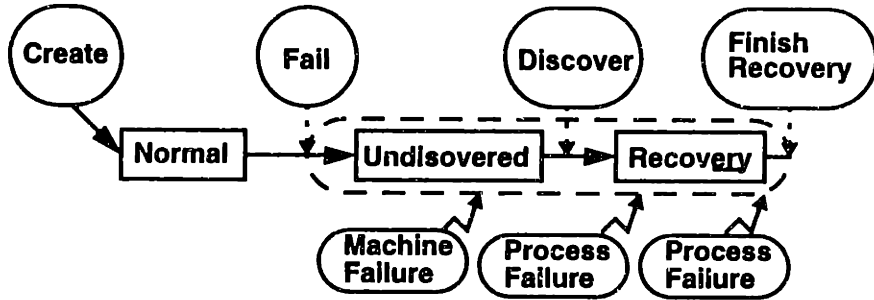 Create
Fail
Discover
Finish
Recovery
Normal
Undisovered
Recovery
Machine
Failure
Process
Failure
Process
Failure